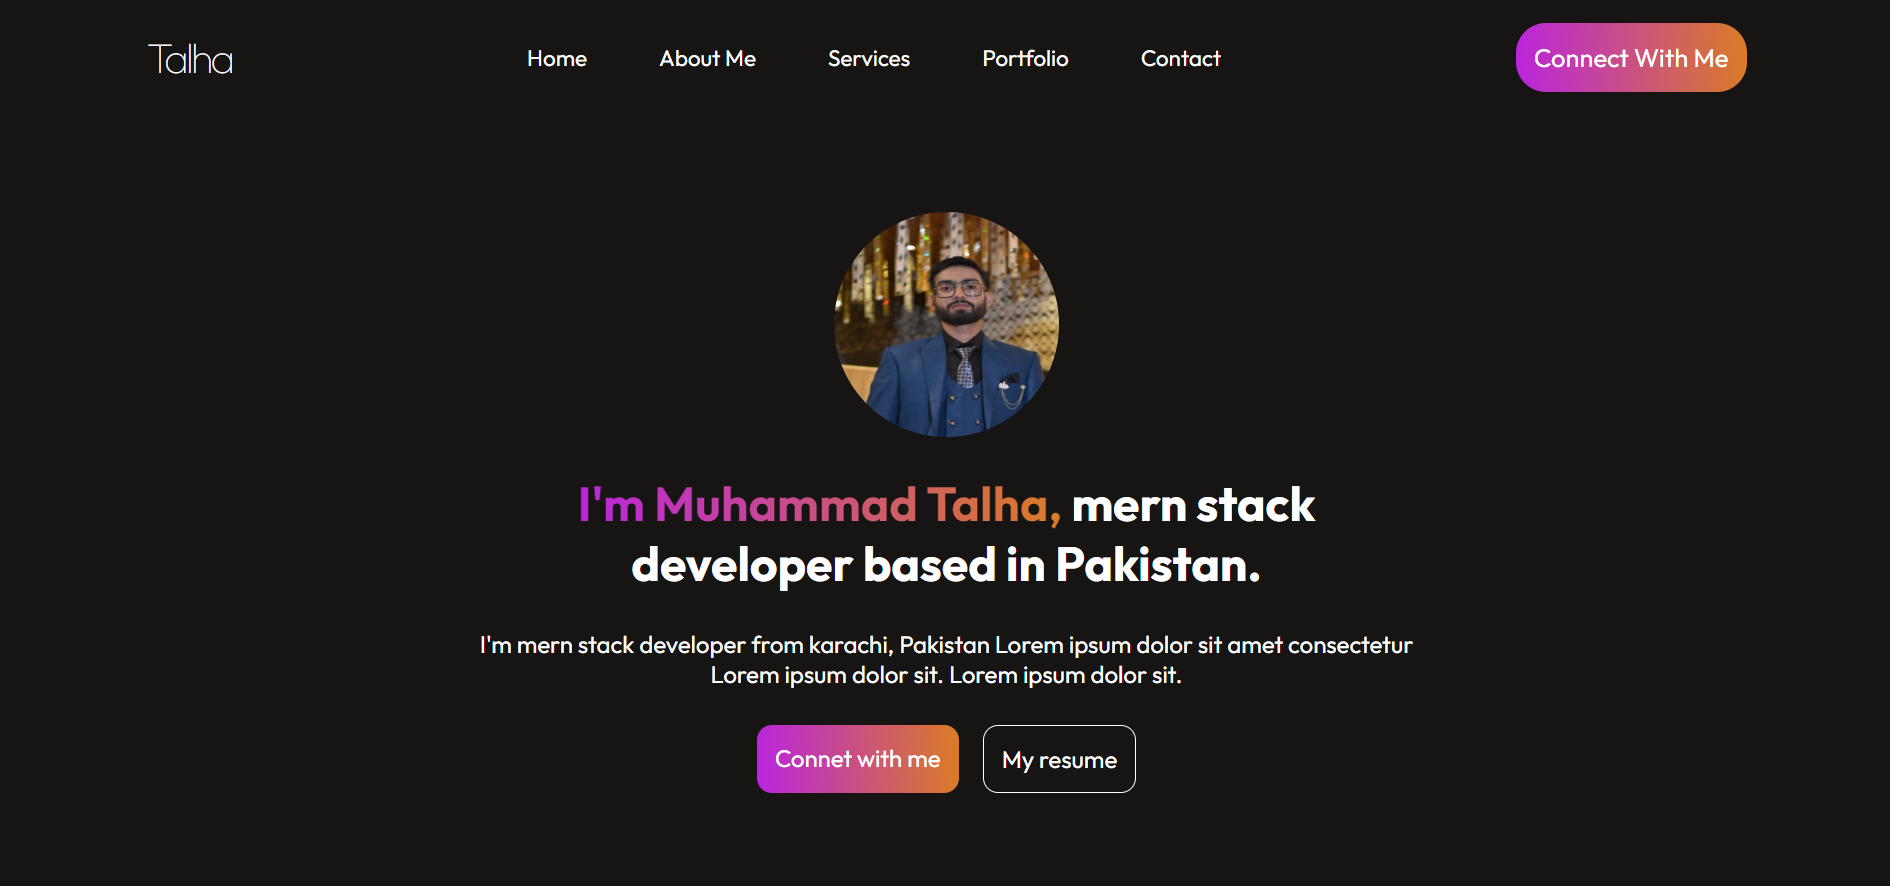 Talha
Home
About Me
Services
Portfolio
Contact
Connect With Me
I'm Muhammad Talha, mern stack
developer based in Pakistan.
I'm mern stack developer from karachi, Pakistan Lorem ipsum dolor sit amet consectetur
Lorem ipsum dolor sit. Lorem ipsum dolor sit.
Connet with me
My resume